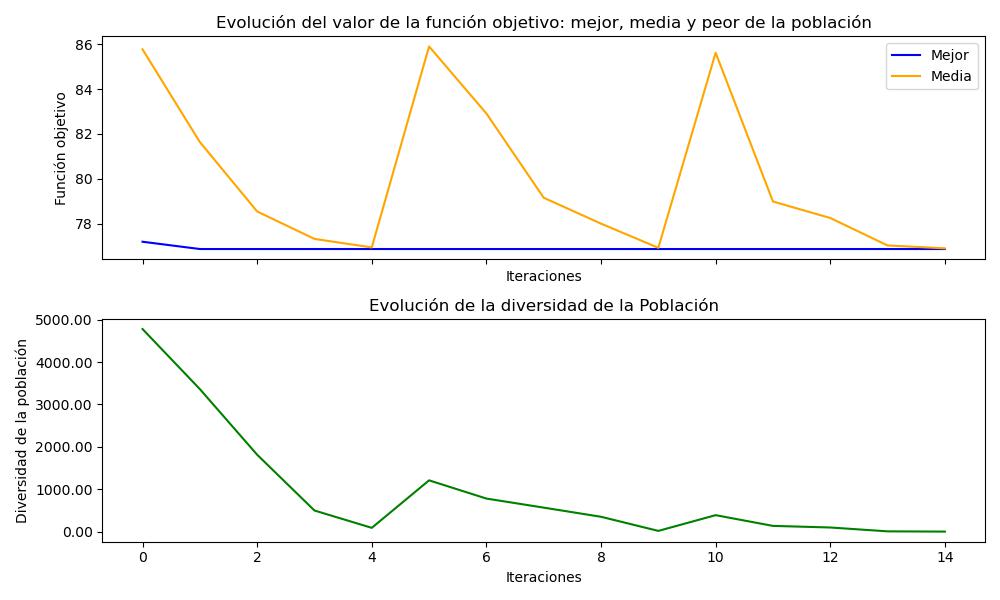 Evolución del valor de la función objetivo: mejor, media y peor de la población
86
84
82
80
78
Función objetivo
Mejor
Media
Iteraciones
Evolución de la diversidad de la Población
5000.00
4000.00
3000.00
2000.00
1000.00
0.00
Diversidad de la población
0 2 4 6 8 10 12 14
Iteraciones